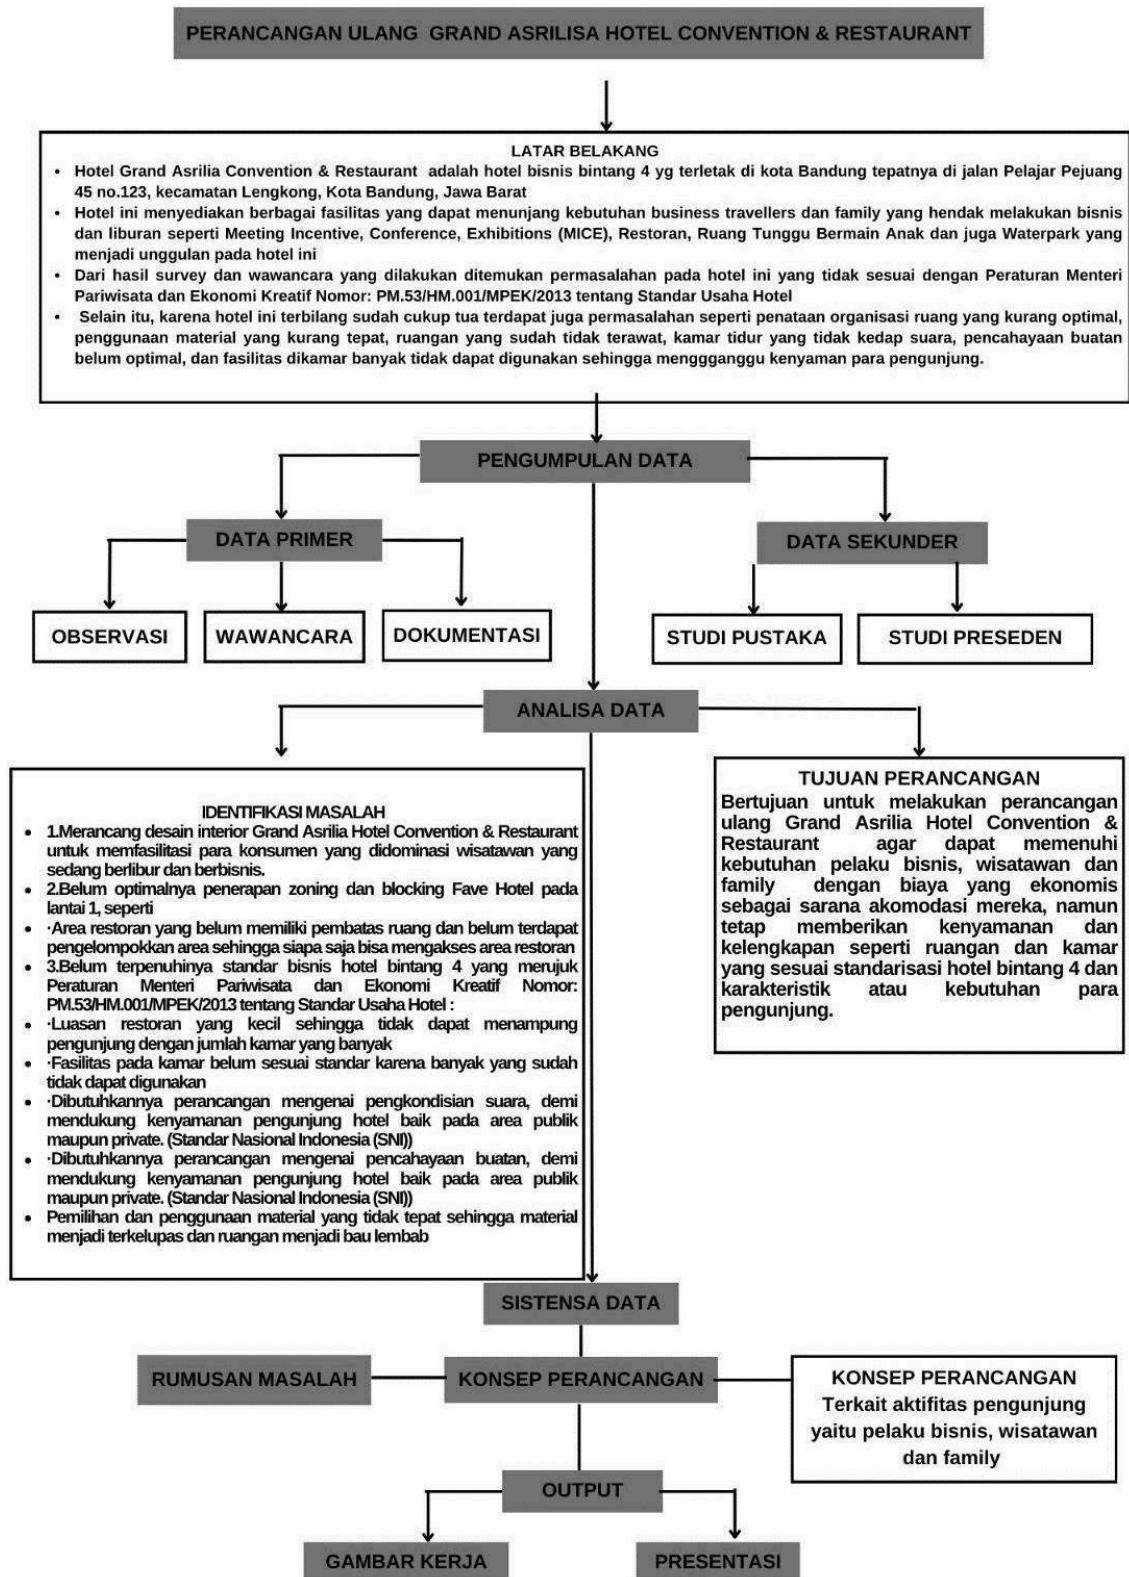 PERANCANGAN ULANG GRAND ASRILISA HOTEL CONVENTION & RESTAURANT
LATAR BELAKANG
• Hotel Grand Asrilia Convention & Restaurant adalah hotel bisnis bintang 4 yg terletak di kota Bandung tepatnya di jalan Pelajar Pejuang
45 no.123, kecamatan Lengkong, Kota Bandung, Jawa Barat
• Hotel ini menyediakan berbagai fasilitas yang dapat menunjang kebutuhan business travellers dan family yang hendak melakukan bisnis
dan liburan seperti Meeting Incentive, Conference, Exhibitions (MICE), Restoran, Ruang Tunggu Bermain Anak dan juga Waterpark yang
menjadi unggulan pada hotel ini
• Dari hasil survey dan wawancara yang dilakukan ditemukan permasalahan pada hotel ini yang tidak sesuai dengan Peraturan Menteri
Pariwisata dan Ekonomi Kreatif Nomor: PM.53/HM.001/MPEK/2013 tentang Standar Usaha Hotel
• Selain itu, karena hotel ini terbilang sudah cukup tua terdapat juga permasalahan seperti penataan organisasi ruang yang kurang optimal,
penggunaan material yang kurang tepat, ruangan yang sudah tidak terawat, kamar tidur yang tidak kedap suara, pencahayaan buatan
belum optimal, dan fasilitas dikamar banyak tidak dapat digunakan sehingga menggganggu kenyaman para pengunjung.
PENGUMPULAN DATA
DATA PRIMER
DATA SEKUNDER
OBSERVASI
WAWANCARA
DOKUMENTASI
STUDI PUSTAKA
STUDI PRESEDEN
ANALISA DATA
IDENTIFIKASI MASALAH
• 1.Merancang desain interior Grand Asrilia Hotel Convention & Restaurant
untuk memfasilitasi para konsumen yang didominasi wisatawan yang
sedang berlibur dan berbisnis.
• 2.Belum optimalnya penerapan zoning dan blocking Fave Hotel pada
lantai 1, seperti
• ·Area restoran yang belum memiliki pembatas ruang dan belum terdapat
pengelompokkan area sehingga siapa saja bisa mengakses area restoran
• 3.Belum terpenuhinya standar bisnis hotel bintang 4 yang merujuk
Peraturan Menteri Pariwisata dan Ekonomi Kreatif Nomor:
PM.53/HM.001/MPEK/2013 tentang Standar Usaha Hotel :
• ·Luasan restoran yang kecil sehingga tidak dapat menampung
pengunjung dengan jumlah kamar yang banyak
• ·Fasilitas pada kamar belum sesuai standar karena banyak yang sudah
tidak dapat digunakan
• ·Dibutuhkannya perancangan mengenai pengkondisian suara, demi
mendukung kenyamanan pengunjung hotel baik pada area publik
maupun private. (Standar Nasional Indonesia (SNI))
• ·Dibutuhkannya perancangan mengenai pencahayaan buatan, demi
mendukung kenyamanan pengunjung hotel baik pada area publik
maupun private. (Standar Nasional Indonesia (SNI))
• Pemilihan dan penggunaan material yang tidak tepat sehingga material
menjadi terkelupas dan ruangan menjadi bau lembab
TUJUAN PERANCANGAN
Bertujuan untuk melakukan perancangan
ulang Grand Asrilia Hotel Convention &
Restaurant agar dapat memenuhi
kebutuhan pelaku bisnis, wisatawan dan
family dengan biaya yang ekonomis
sebagai sarana akomodasi mereka, namun
tetap memberikan kenyamanan dan
kelengkapan seperti ruangan dan kamar
yang sesuai standarisasi hotel bintang 4 dan
karakteristik atau kebutuhan para
pengunjung.
SISTENSA DATA
RUMUSAN MASALAH
KONSEP PERANCANGAN
KONSEP PERANCANGAN
Terkait aktifitas pengunjung
yaitu pelaku bisnis, wisatawan
dan family
OUTPUT
GAMBAR KERJA
PRESENTASI